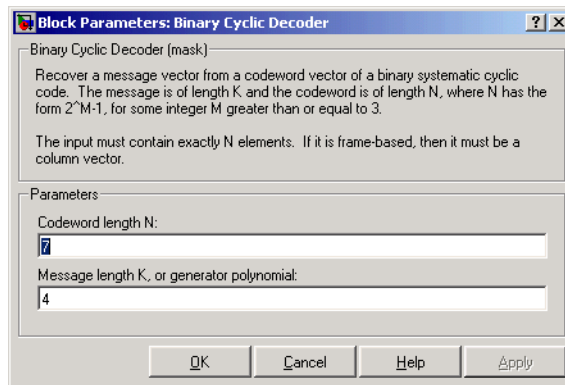 Block Parameters: Binary Cyclic Decoder
Binary Cyclic Decoder (mask)
Recover a message vector from a codeword vector of a binary systematic cyclic
code. The message is of length K and the codeword is of length N, where N has the
form 2^M-1, for some integer M greater than or equal to 3.
The input must contain exactly N elements. If it is frame-based, then it must be a
column vector.
Parameters
Codeword length N:
7
Message length K, or generator polynomial:
4
OK Cancel Help Apply